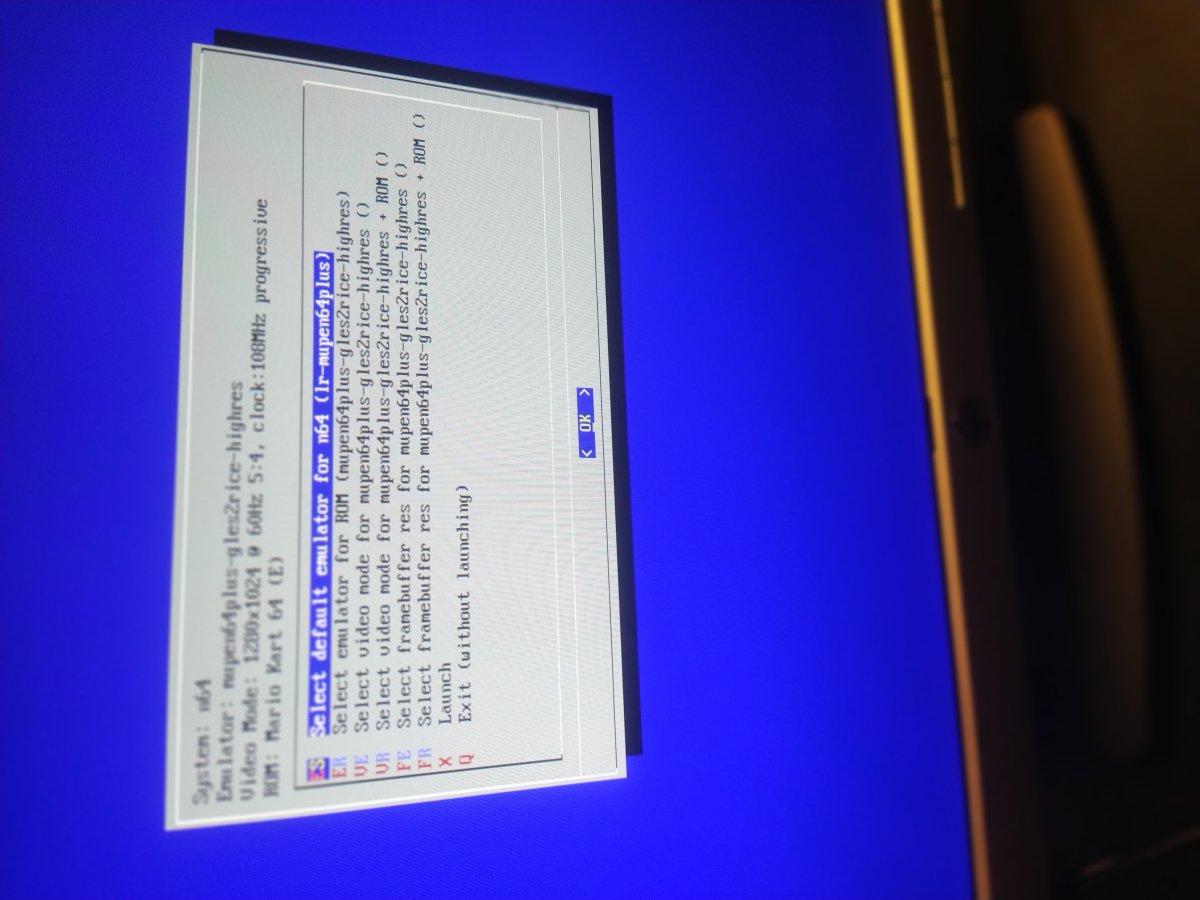 System: n64
Emulator: mupen64plus-gles2rice-highres
Video Mode: 1280x1024 @ 60Hz 5:4, clock:108MHz progressive
ROM: Mario Kart 64 (E)
ES Select default emulator for n64 (lr-mupen64plus)
ER Select emulator for ROM (mupen64plus-gles2rice-highres)
VE Select video mode for mupen64plus-gles2rice-highres ()
VR Select video mode for mupen64plus-gles2rice-highres + ROM ()
FE Select framebuffer res for mupen64plus-gles2rice-highres ()
FR Select framebuffer res for mupen64plus-gles2rice-highres + ROM ()
X Launch
Q Exit (without launching)
< OK >